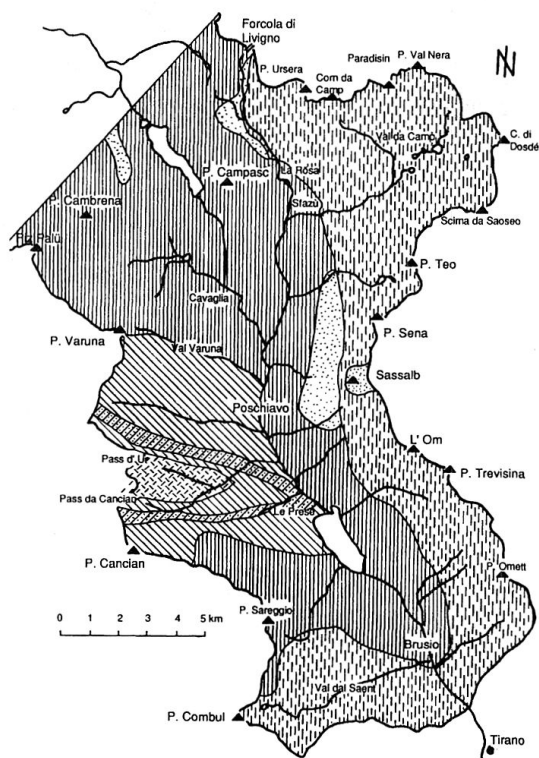 Forcola di
Livigno
P. Ursera
Corn da
Camp
Paradisin
P. Val Nera
N
Val da Camp
C. di
Dosdé
La Rösa
P. Campasc
Sfazù
P. Cambrena
Scima da Saoseo
Piz Palü
P. Teo
Cavaglia
P. Sena
P. Varuna
Val Varuna
Sassalb
Poschiavo
L' Om
Pass d' Ur
P. Trevisina
Pass da Cancian
Le Prese
P. Cancian
P. Omett
0 1 2 3 4 5 km
P. Sareggio
Brusio
Val dal Saent
P. Combul
Tirano